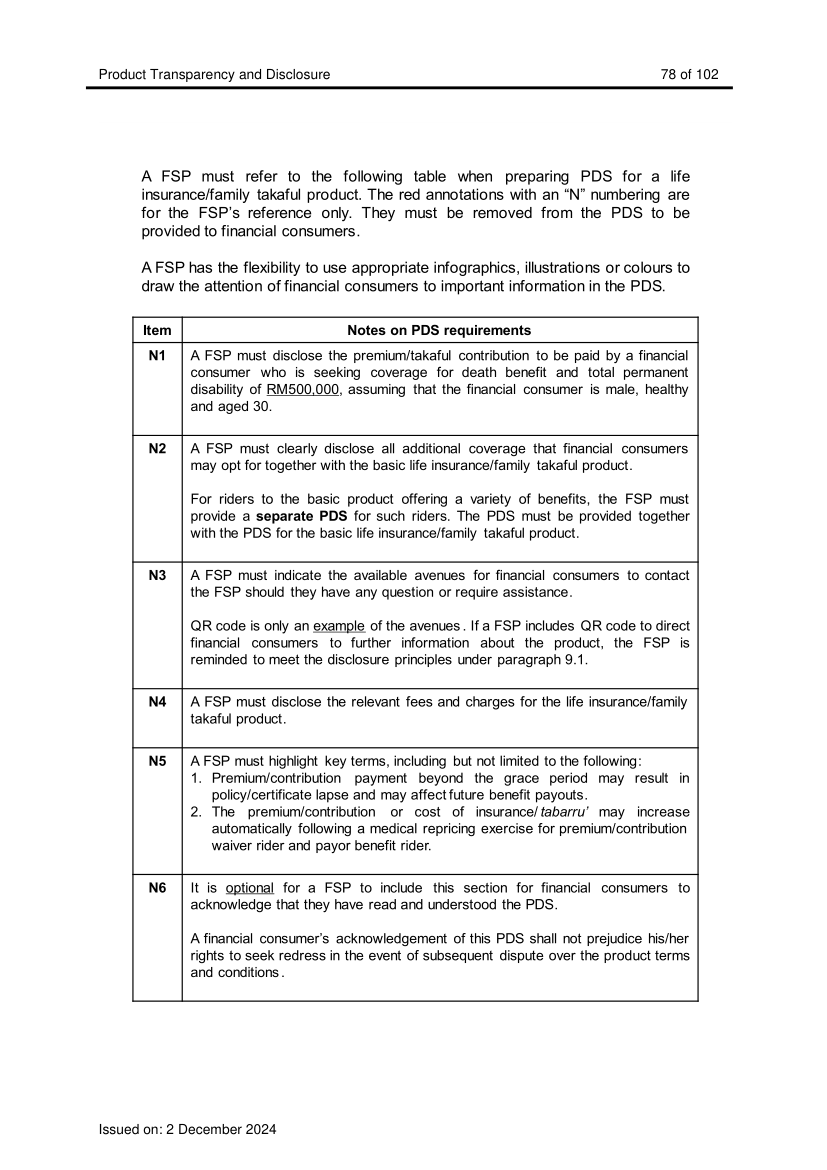 Product Transparency and Disclosure 78 of 102
A FSP must refer to the following table when preparing PDS for a life
insurance/family takaful product. The red annotations with an “N” numbering are
for the FSP’s reference only. They must be removed from the PDS to be
provided to financial consumers.
A FSP has the flexibility to use appropriate infographics, illustrations or colours to
draw the attention of financial consumers to important information in the PDS.
Item Notes on PDS requirements
N1 A FSP must disclose the premium/takaful contribution to be paid by a financial
consumer who is seeking coverage for death benefit and total permanent
disability of RM500,000, assuming that the financial consumer is male, healthy
and aged 30.
N2 A FSP must clearly disclose all additional coverage that financial consumers
may opt for together with the basic life insurance/family takaful product.
For riders to the basic product offering a variety of benefits, the FSP must
provide a separate PDS for such riders. The PDS must be provided together
with the PDS for the basic life insurance/family takaful product.
N3 A FSP must indicate the available avenues for financial consumers to contact
the FSP should they have any question or require assistance.
QR code is only an example of the avenues. If a FSP includes QR code to direct
financial consumers to further information about the product, the FSP is
reminded to meet the disclosure principles under paragraph 9.1.
N4 A FSP must disclose the relevant fees and charges for the life insurance/family
takaful product.
N5 A FSP must highlight key terms, including but not limited to the following:
1. Premium/contribution payment beyond the grace period may result in
policy/certificate lapse and may affect future benefit payouts.
2. The premium/contribution or cost of insurance/tabarru’ may increase
automatically following a medical repricing exercise for premium/contribution
waiver rider and payor benefit rider.
N6 It is optional for a FSP to include this section for financial consumers to
acknowledge that they have read and understood the PDS.
A financial consumer’s acknowledgement of this PDS shall not prejudice his/her
rights to seek redress in the event of subsequent dispute over the product terms
and conditions.
Issued on: 2 December 2024